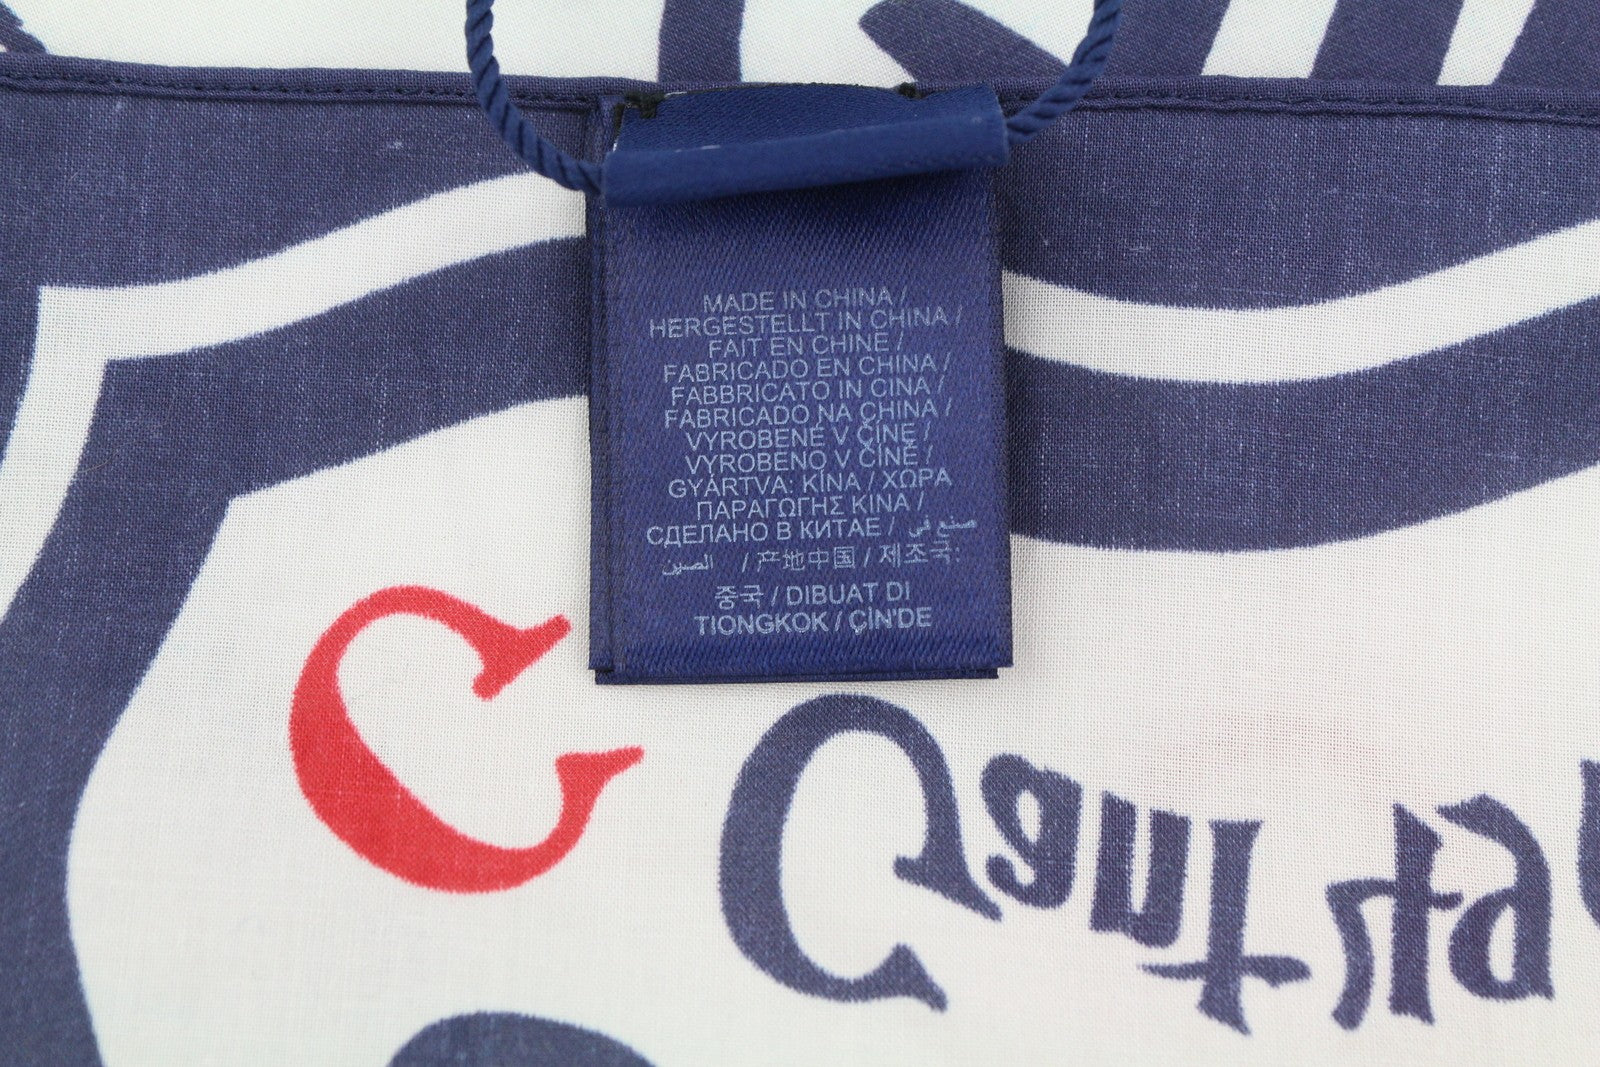 MADE IN CHINA /
HERGESTELLT IN CHINA /
FAIT EN CHINE /
FABRICADO EN CHINA /
FABBRICATO IN CINA /
FABRICADO NA CHINA /
VYROBENÉ V ČÍNE /
VYROBENO V ČÍNĚ /
GYÁRTVA: KÍNA / ΧΩΡΑ
ΠΑΡΑΓΩΓΗΣ ΚΙΝΑ /
СДЕЛАНО В КИТАЕ / صنع في
الصين / 产地中国 / 제조국:
중국 / DIBUAT DI
TIONGKOK / ÇİN'DE
C